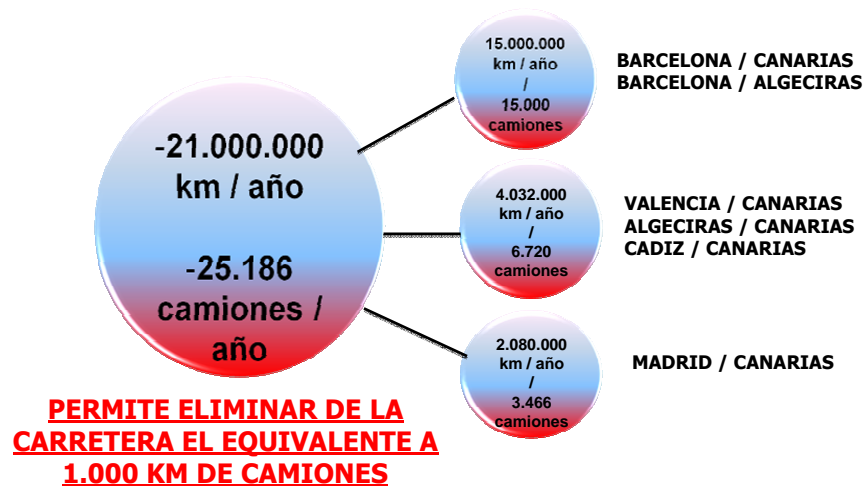 -21.000.000
km / año
-25.186
camiones /
año
15.000.000
km / año
/
15.000
camiones
BARCELONA / CANARIAS
BARCELONA / ALGECIRAS
4.032.000
km / año
/
6.720
camiones
VALENCIA / CANARIAS
ALGECIRAS / CANARIAS
CADIZ / CANARIAS
2.080.000
km / año
/
3.466
camiones
MADRID / CANARIAS
PERMITE ELIMINAR DE LA
CARRETERA EL EQUIVALENTE A
1.000 KM DE CAMIONES